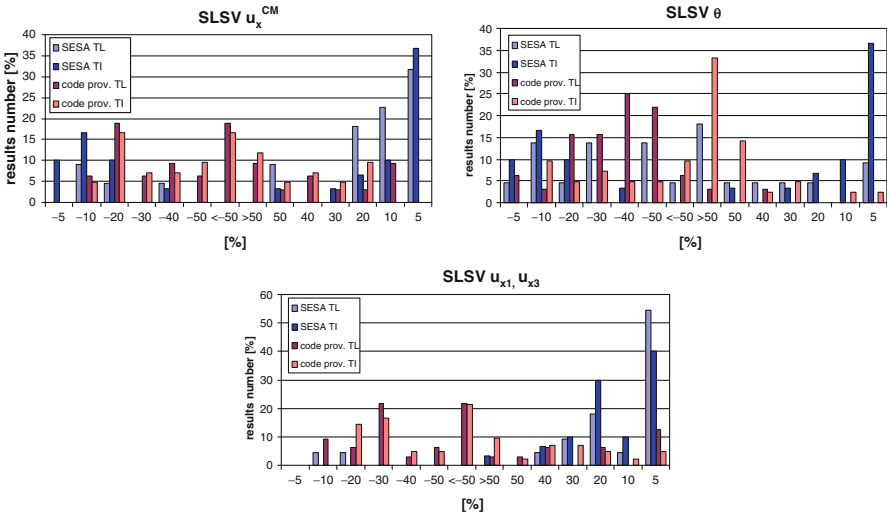 SLSV uₓᶜᴹ
results number [%]
40
35
30
25
20
15
10
5
0
SESA TL
SESA TI
code prov. TL
code prov. TI
−5 −10 −20 −30 −40 −50 <−50 >50 50 40 30 20 10 5
[%]
SLSV θ
results number [%]
40
35
30
25
20
15
10
5
0
SESA TL
SESA TI
code prov. TL
code prov. TI
−5 −10 −20 −30 −40 −50 <−50 >50 50 40 30 20 10 5
[%]
SLSV uₓ₁, uₓ₃
results number [%]
60
50
40
30
20
10
0
SESA TL
SESA TI
code prov. TL
code prov. TI
−5 −10 −20 −30 −40 −50 <−50 >50 50 40 30 20 10 5
[%]